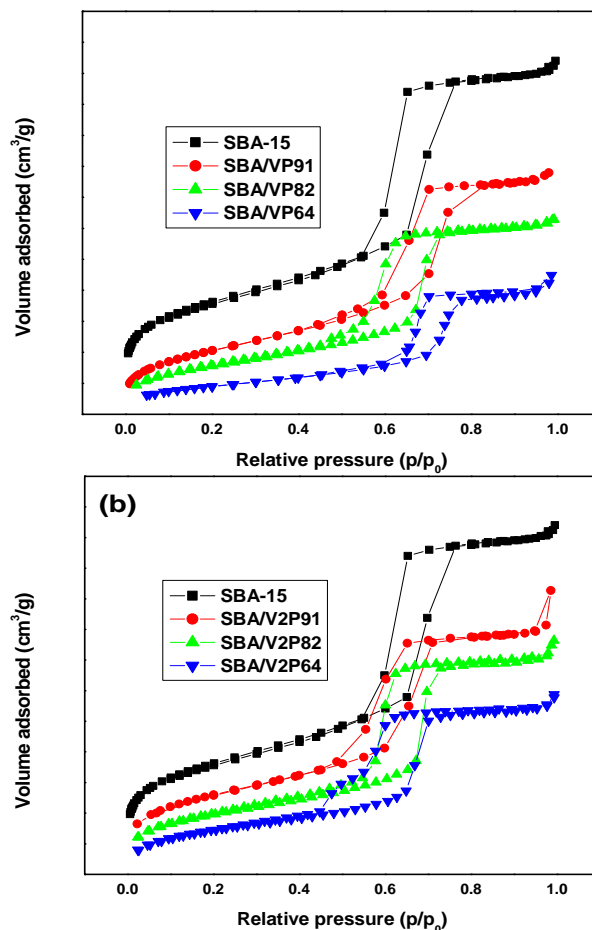 Volume adsorbed (cm³/g)
SBA-15
SBA/VP91
SBA/VP82
SBA/VP64
0.0 0.2 0.4 0.6 0.8 1.0
Relative pressure (p/p₀)
(b)
Volume adsorbed (cm³/g)
SBA-15
SBA/V2P91
SBA/V2P82
SBA/V2P64
0.0 0.2 0.4 0.6 0.8 1.0
Relative pressure (p/p₀)